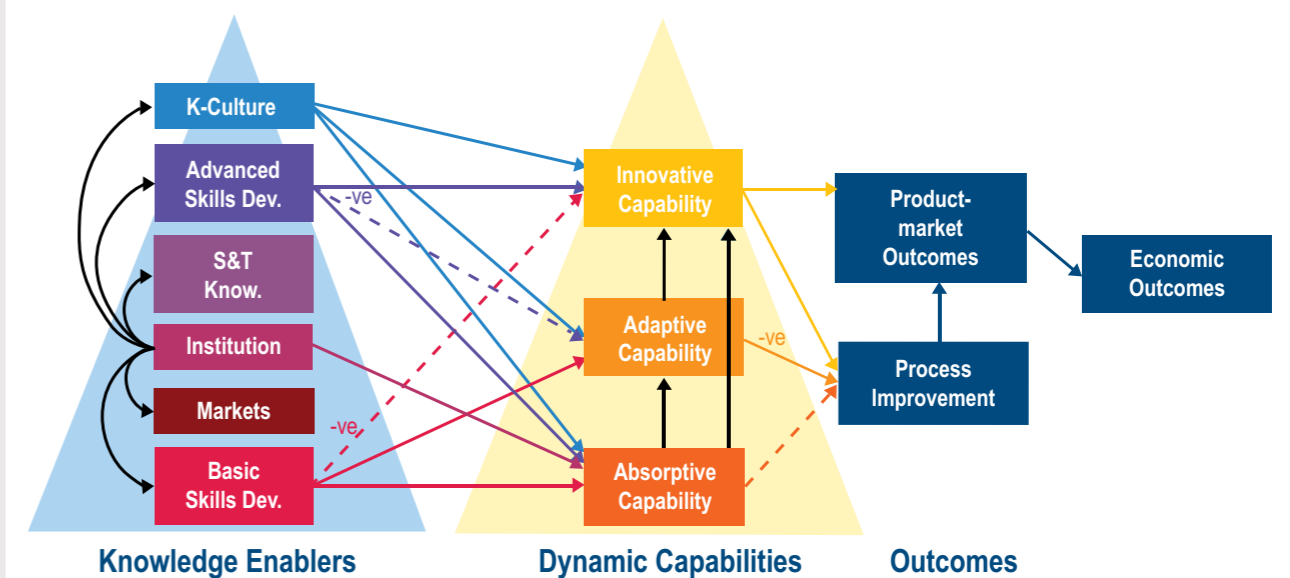 K-Culture
Advanced
Skills Dev.
S&T
Know.
Institution
Markets
Basic
Skills Dev.
-ve
-ve
Innovative
Capability
Adaptive
Capability
Absorptive
Capability
-ve
Product-
market
Outcomes
Process
Improvement
Economic
Outcomes
Knowledge Enablers
Dynamic Capabilities
Outcomes